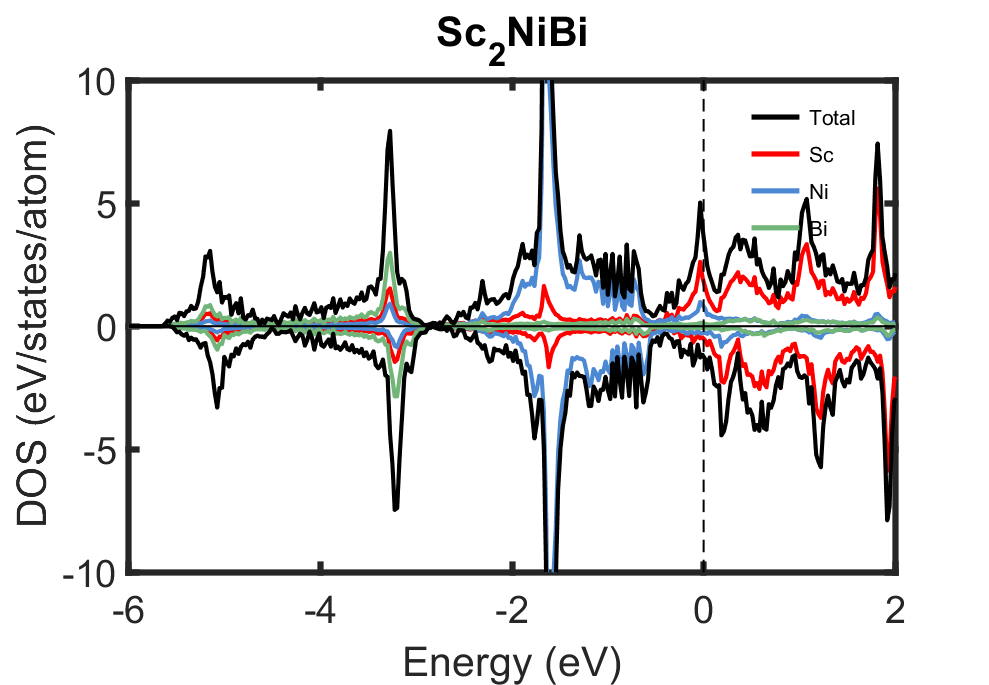 Sc2NiBi
10
5
0
-5
-10
DOS (eV/states/atom)
Total
Sc
Ni
Bi
-6
-4
-2
0
2
Energy (eV)